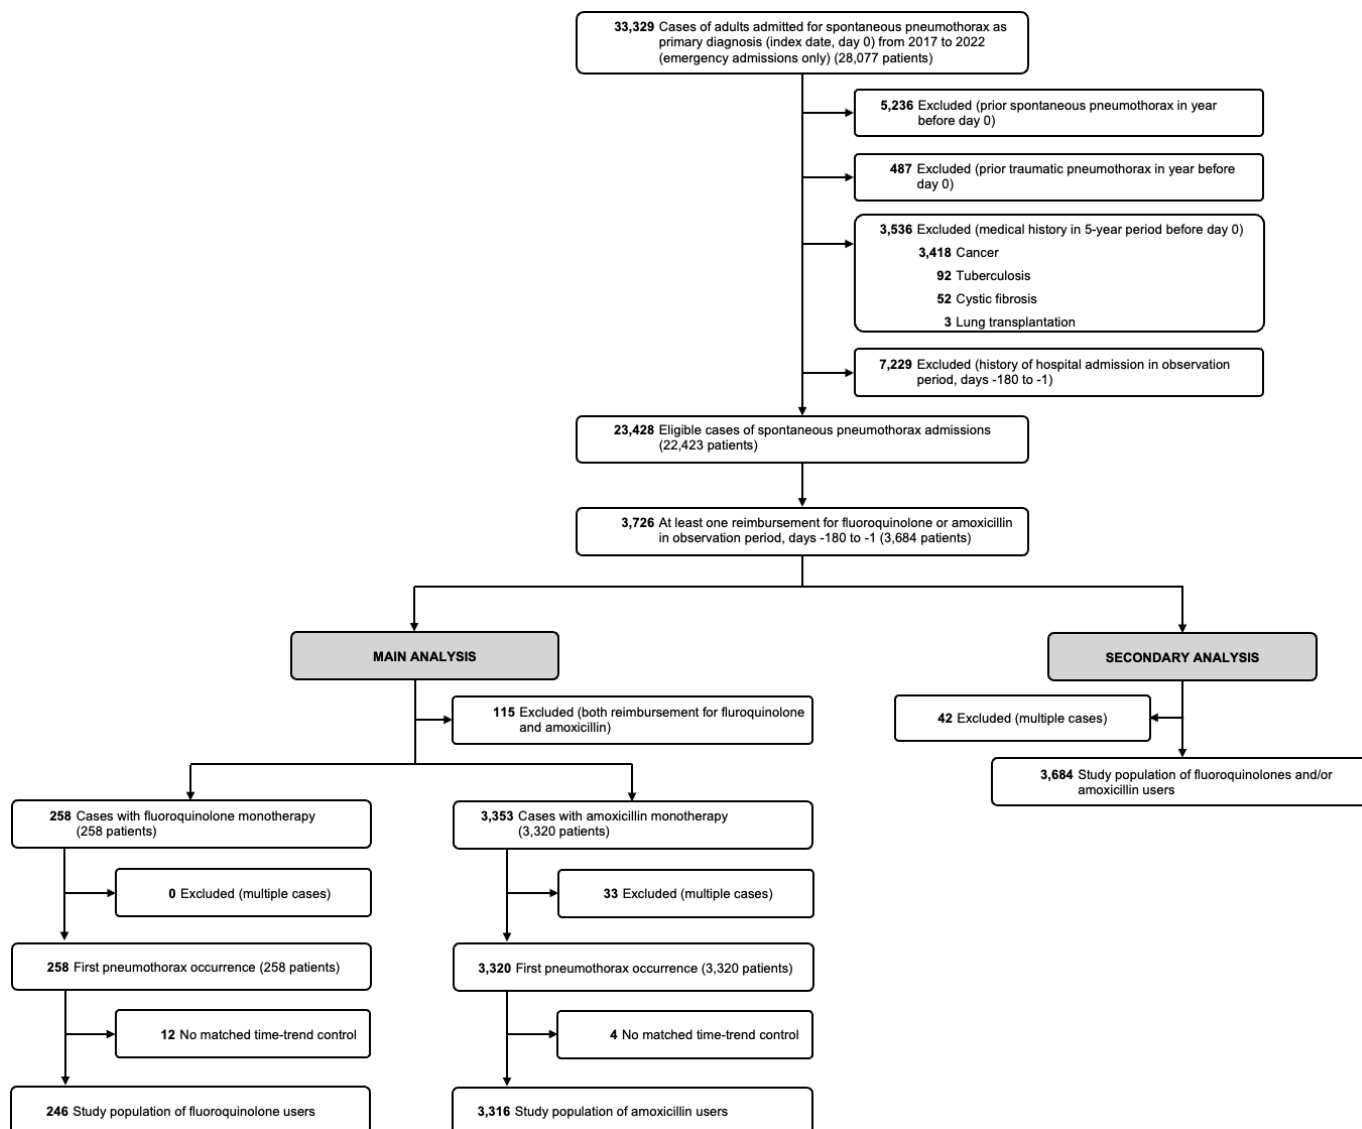 33,329 Cases of adults admitted for spontaneous pneumothorax as
primary diagnosis (index date, day 0) from 2017 to 2022
(emergency admissions only) (28,077 patients)
5,236 Excluded (prior spontaneous pneumothorax in year
before day 0)
487 Excluded (prior traumatic pneumothorax in year before
day 0)
3,536 Excluded (medical history in 5-year period before day 0)
3,418 Cancer
92 Tuberculosis
52 Cystic fibrosis
3 Lung transplantation
7,229 Excluded (history of hospital admission in observation
period, days -180 to -1)
23,428 Eligible cases of spontaneous pneumothorax admissions
(22,423 patients)
3,726 At least one reimbursement for fluoroquinolone or amoxicillin
in observation period, days -180 to -1 (3,684 patients)
MAIN ANALYSIS
115 Excluded (both reimbursement for fluroquinolone
and amoxicillin)
258 Cases with fluoroquinolone monotherapy
(258 patients)
0 Excluded (multiple cases)
258 First pneumothorax occurrence (258 patients)
12 No matched time-trend control
246 Study population of fluoroquinolone users
3,353 Cases with amoxicillin monotherapy
(3,320 patients)
33 Excluded (multiple cases)
3,320 First pneumothorax occurrence (3,320 patients)
4 No matched time-trend control
3,316 Study population of amoxicillin users
SECONDARY ANALYSIS
42 Excluded (multiple cases)
3,684 Study population of fluoroquinolones and/or
amoxicillin users